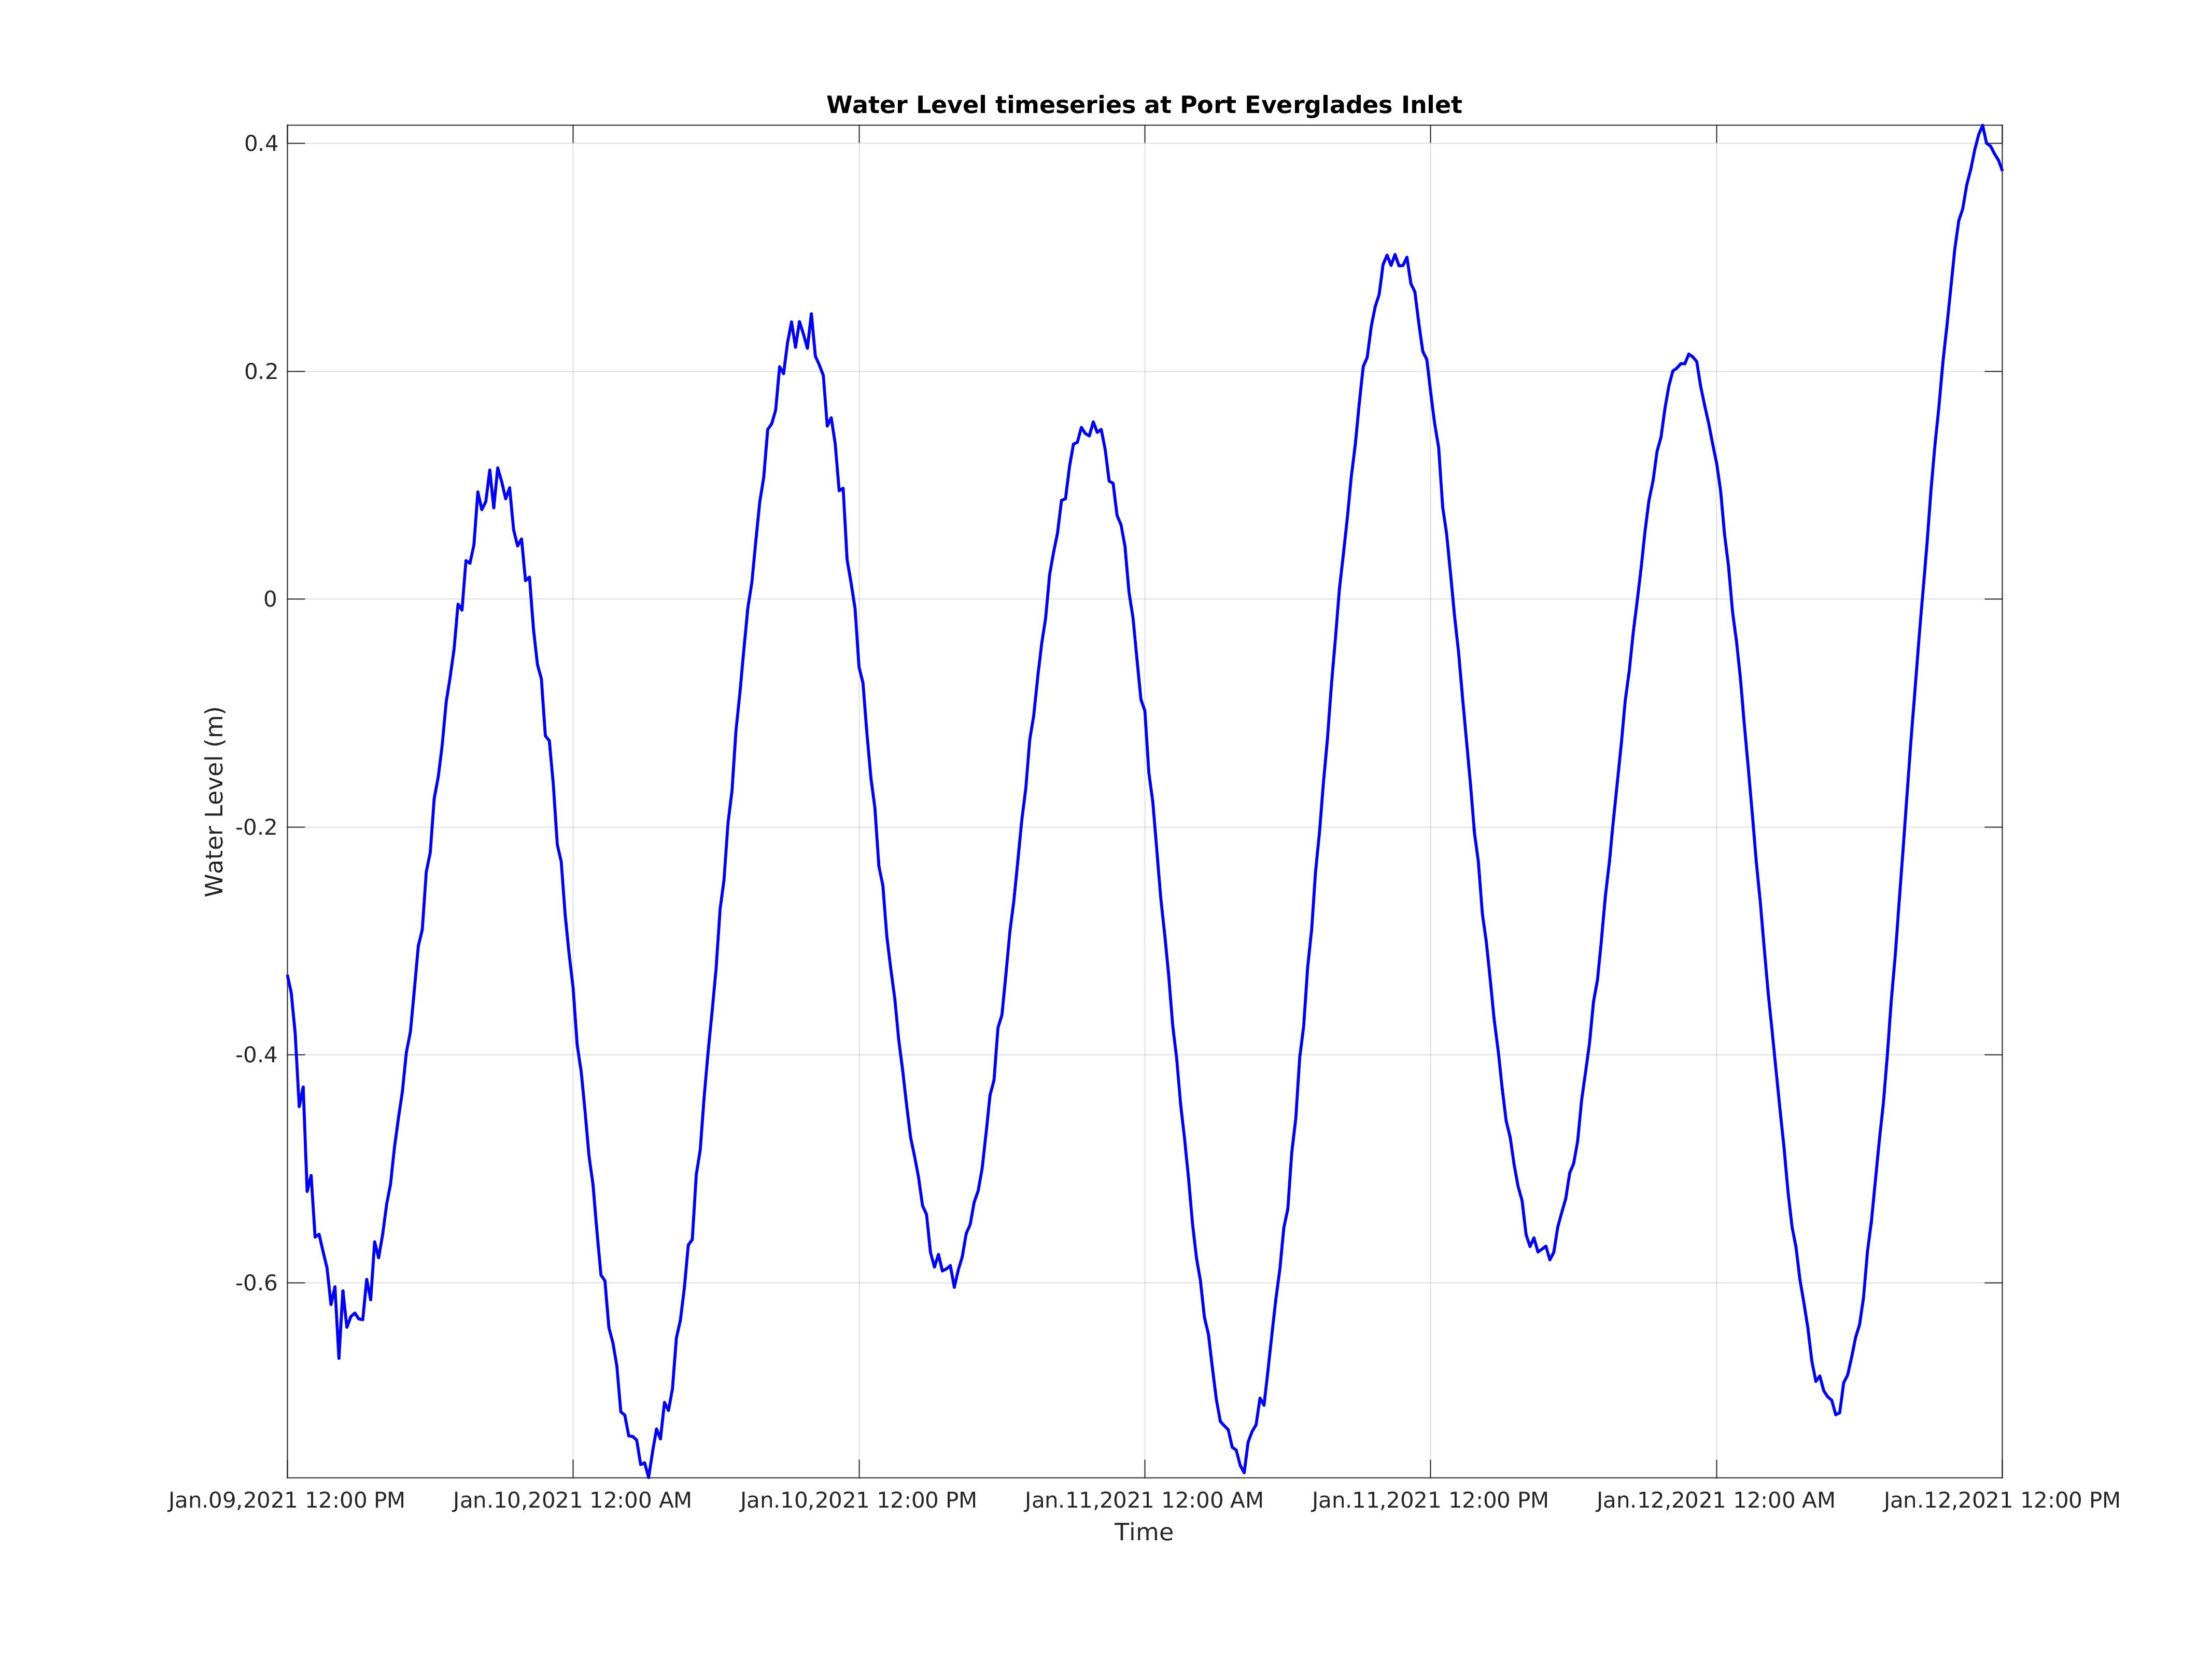 Water Level timeseries at Port Everglades Inlet
0.4
0.2
0
-0.2
-0.4
-0.6
Water Level (m)
Jan.09,2021 12:00 PM
Jan.10,2021 12:00 AM
Jan.10,2021 12:00 PM
Jan.11,2021 12:00 AM
Jan.11,2021 12:00 PM
Jan.12,2021 12:00 AM
Jan.12,2021 12:00 PM
Time